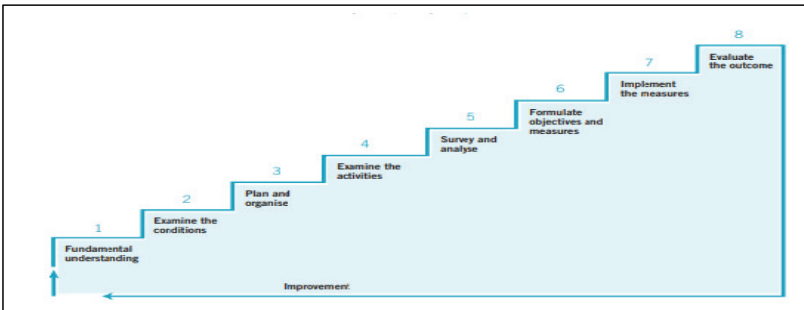 8
Evaluate
the outcome
7
Implement
the measures
6
Formulate
objectives and
measures
5
Survey and
analyse
4
Examine the
activities
3
Plan and
organise
2
Examine the
conditions
1
Fundamental
understanding
Improvement